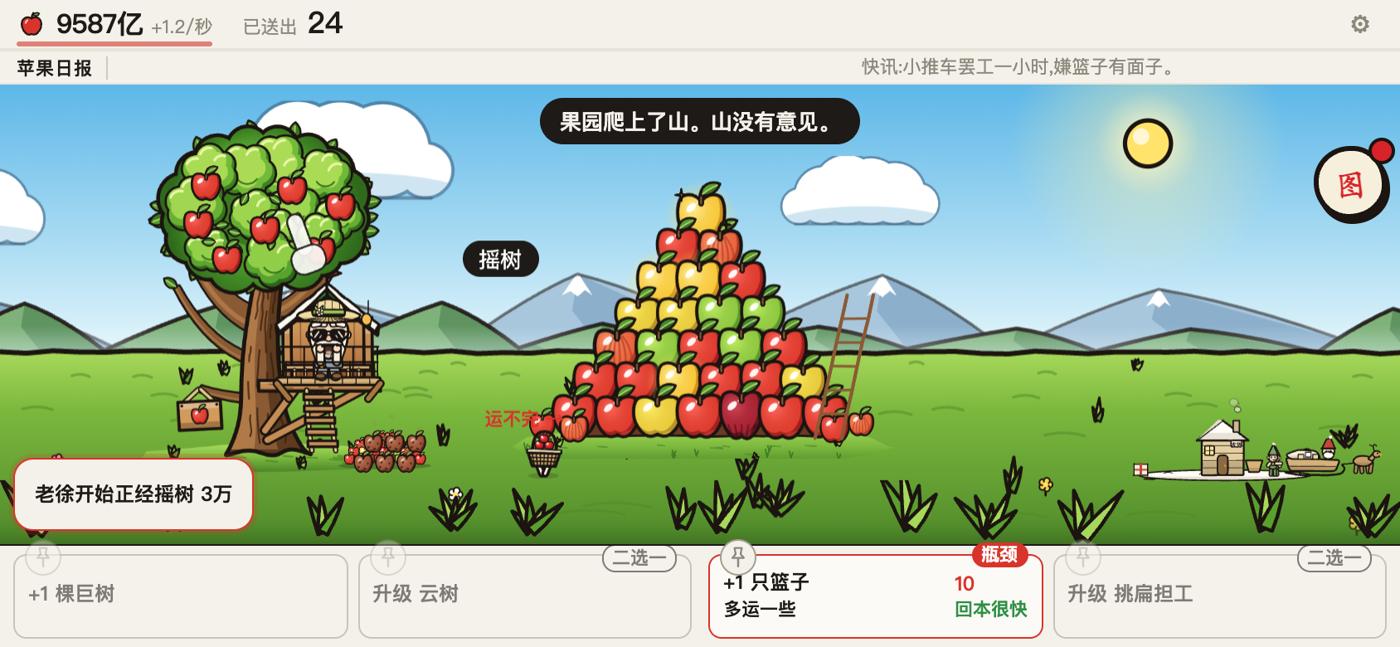 9587亿 +1.2/秒 已送出 24
苹果日报
快讯:小推车罢工一小时,嫌篮子有面子。
果园爬上了山。山没有意见。
图
摇树
运不完
老徐开始正经摇树 3万
+1 棵巨树
二选一
升级 云树
瓶颈
+1 只篮子 10
多运一些 回本很快
二选一
升级 挑扁担工